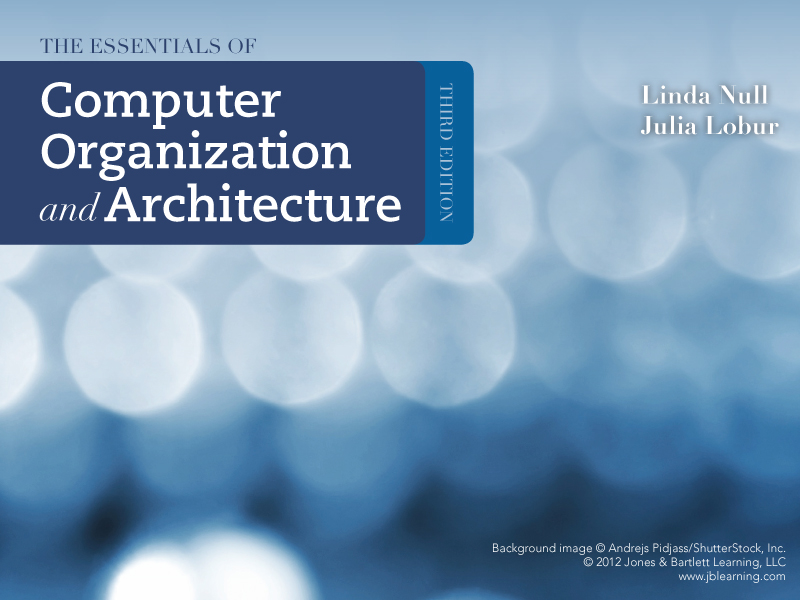 THE ESSENTIALS OF
Computer
Organization
and Architecture
THIRD EDITION
Linda Null
Julia Lobur
Background image © Andrejs Pidjass/ShutterStock, Inc.
© 2012 Jones & Bartlett Learning, LLC
www.jblearning.com